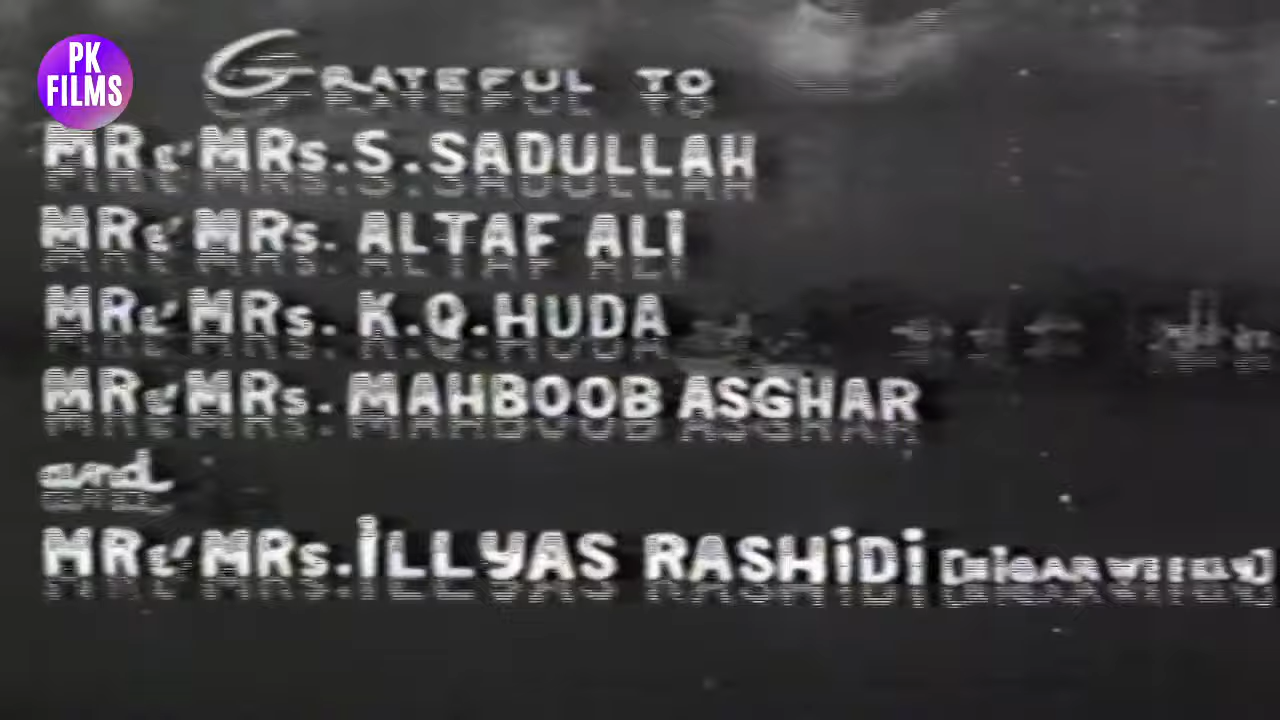 PK
FILMS
GRATEFUL TO
MR & MRs. S. SADULLAH
MR & MRs. ALTAF ALi
MR & MRs. K.Q. HUDA
MR & MRs. MAHBOOB ASGHAR
and
MR & MRs. iLLYAS RASHiDi